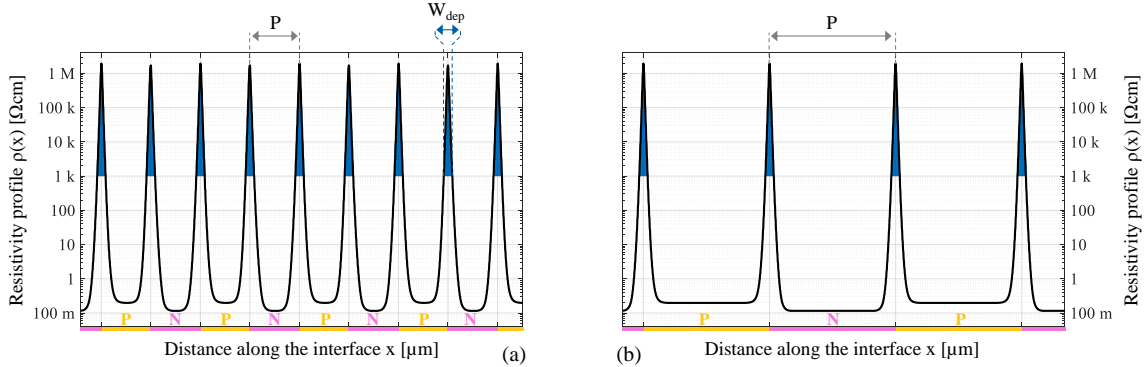 W_dep
P
P
Resistivity profile ρ(x) [Ωcm]
1 M
100 k
10 k
1 k
100
10
1
100 m
P N P N P N P N
Distance along the interface x [µm]
(a)
1 M
100 k
10 k
1 k
100
10
1
100 m
Resistivity profile ρ(x) [Ωcm]
P N P
(b)
Distance along the interface x [µm]